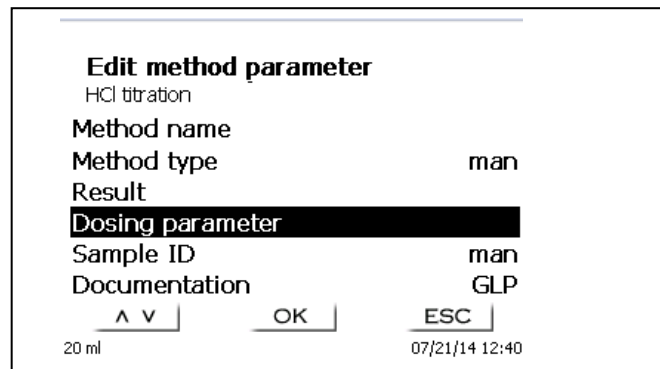 Edit method parameter
HCl titration
Method name
Method type man
Result
Dosing parameter
Sample ID man
Documentation GLP
∧ ∨ OK ESC
20 ml 07/21/14 12:40